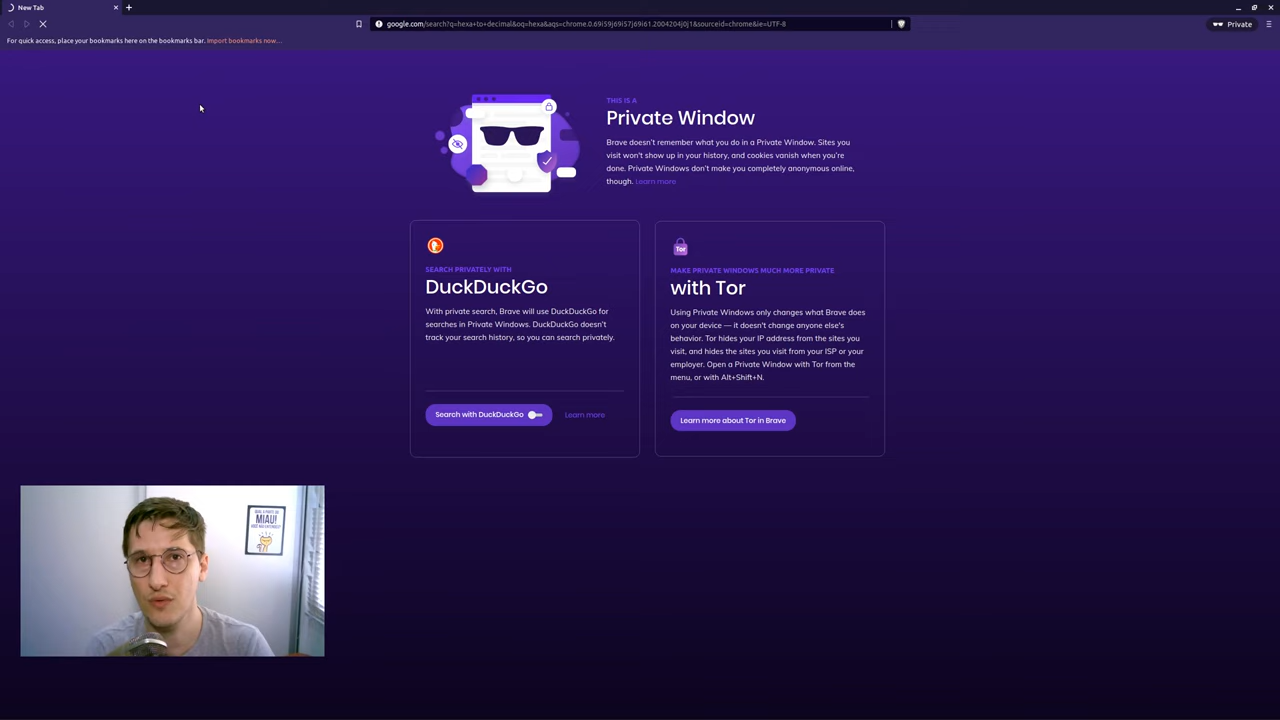 New Tab
google.com/search?q=hexa+to+decimal&oq=hexa&aqs=chrome.0.69i59j69i57j69i61.2004204j0j1&sourceid=chrome&ie=UTF-8
Private
For quick access, place your bookmarks here on the bookmarks bar. Import bookmarks now...
THIS IS A
Private Window
Brave doesn't remember what you do in a Private Window. Sites you
visit won't show up in your history, and cookies vanish when you're
done. Private Windows don't make you completely anonymous online,
though. Learn more
SEARCH PRIVATELY WITH
DuckDuckGo
With private search, Brave will use DuckDuckGo for
searches in Private Windows. DuckDuckGo doesn't
track your search history, so you can search privately.
Search with DuckDuckGo
Learn more
Tor
MAKE PRIVATE WINDOWS MUCH MORE PRIVATE
with Tor
Using Private Windows only changes what Brave does
on your device — it doesn't change anyone else's
behavior. Tor hides your IP address from the sites you
visit, and hides the sites you visit from your ISP or your
employer. Open a Private Window with Tor from the
menu, or with Alt+Shift+N.
Learn more about Tor in Brave
MIAU!